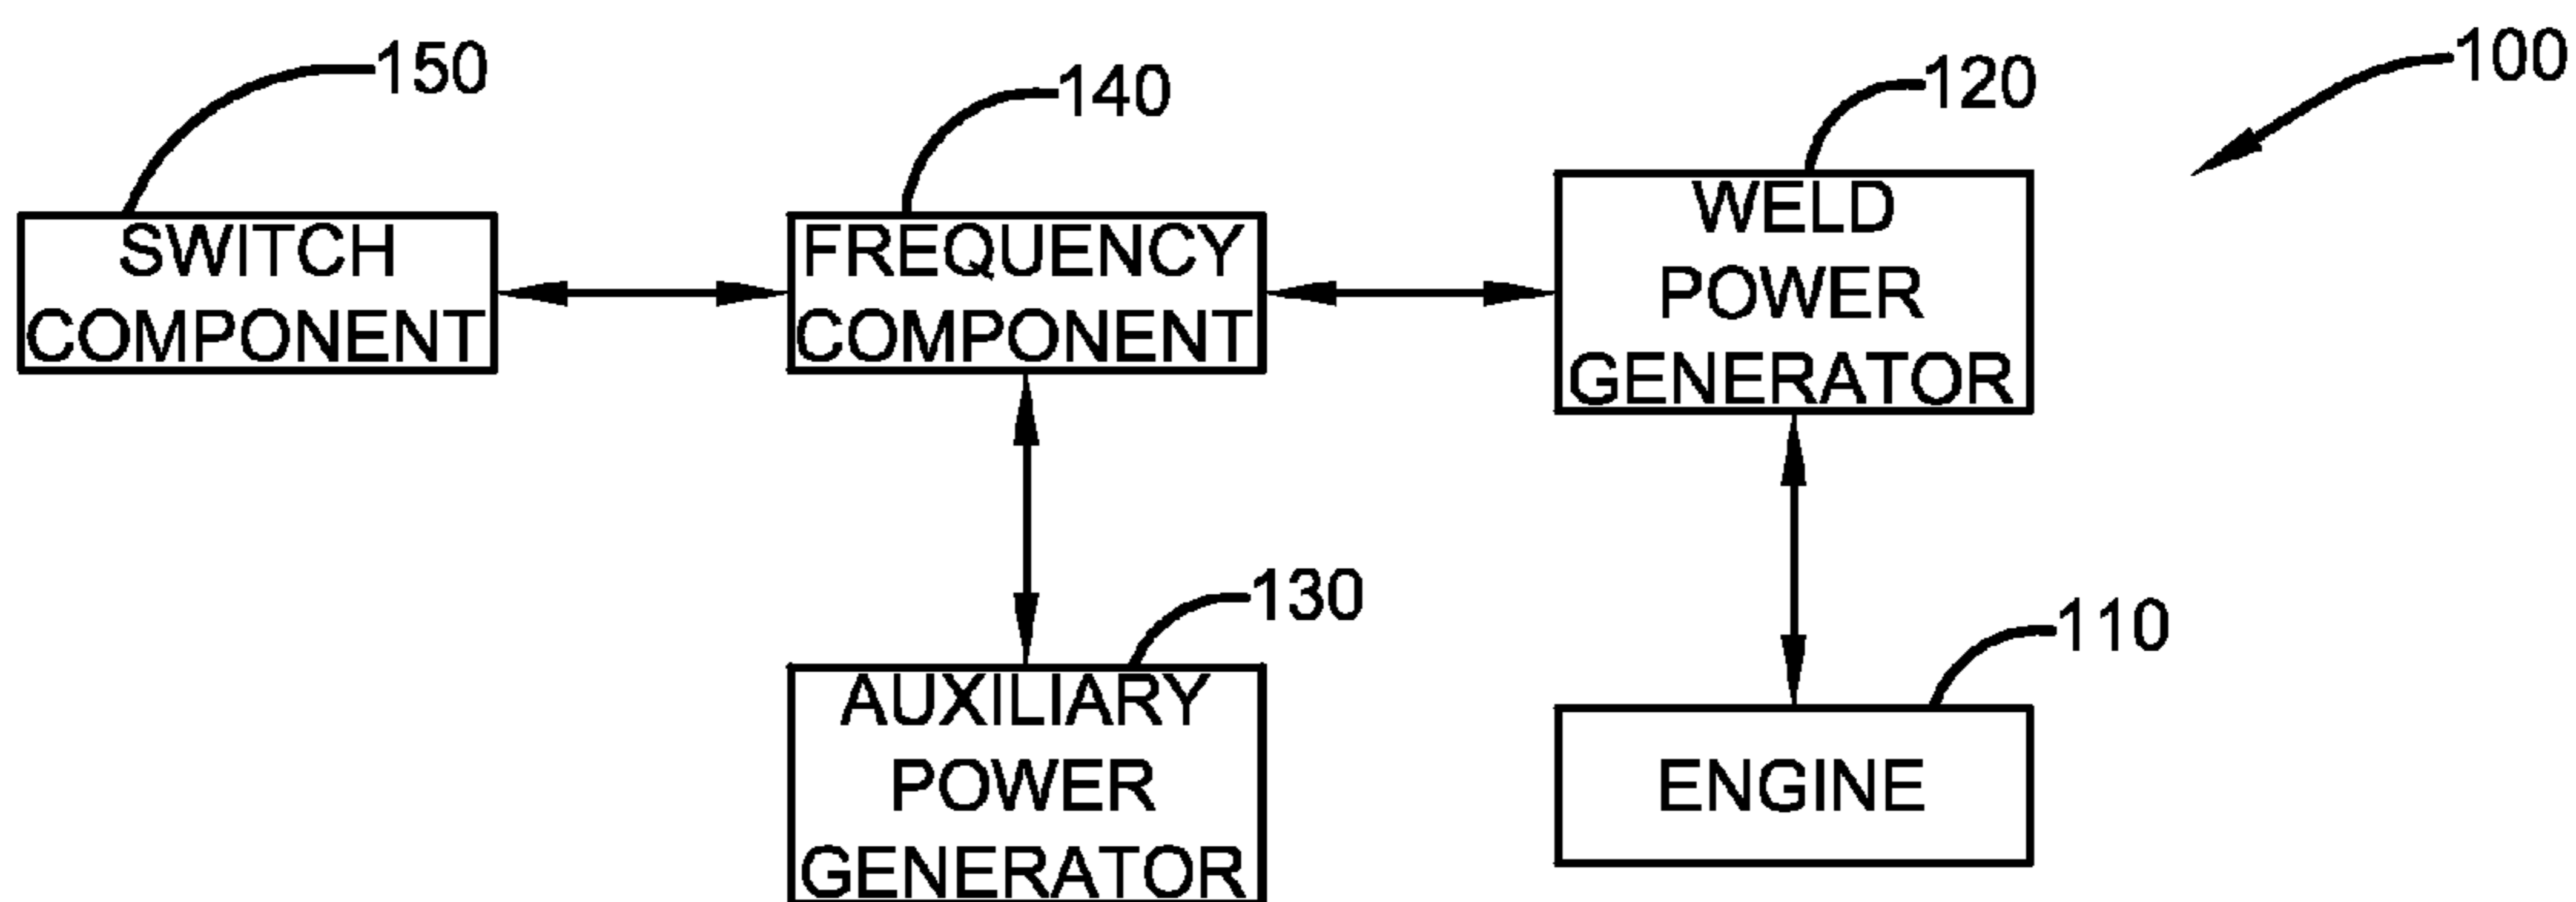 150
140
120
100
SWITCH
COMPONENT
FREQUENCY
COMPONENT
WELD
POWER
GENERATOR
130
110
AUXILIARY
POWER
GENERATOR
ENGINE